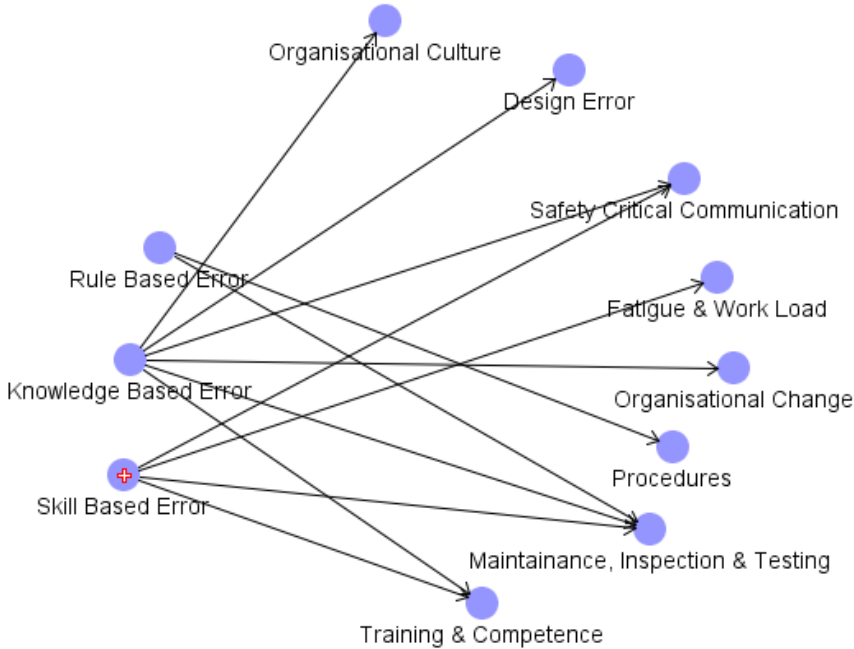 Organisational Culture
Design Error
Safety Critical Communication
Rule Based Error
Fatigue & Work Load
Knowledge Based Error
Organisational Change
Procedures
Skill Based Error
Maintainance, Inspection & Testing
Training & Competence